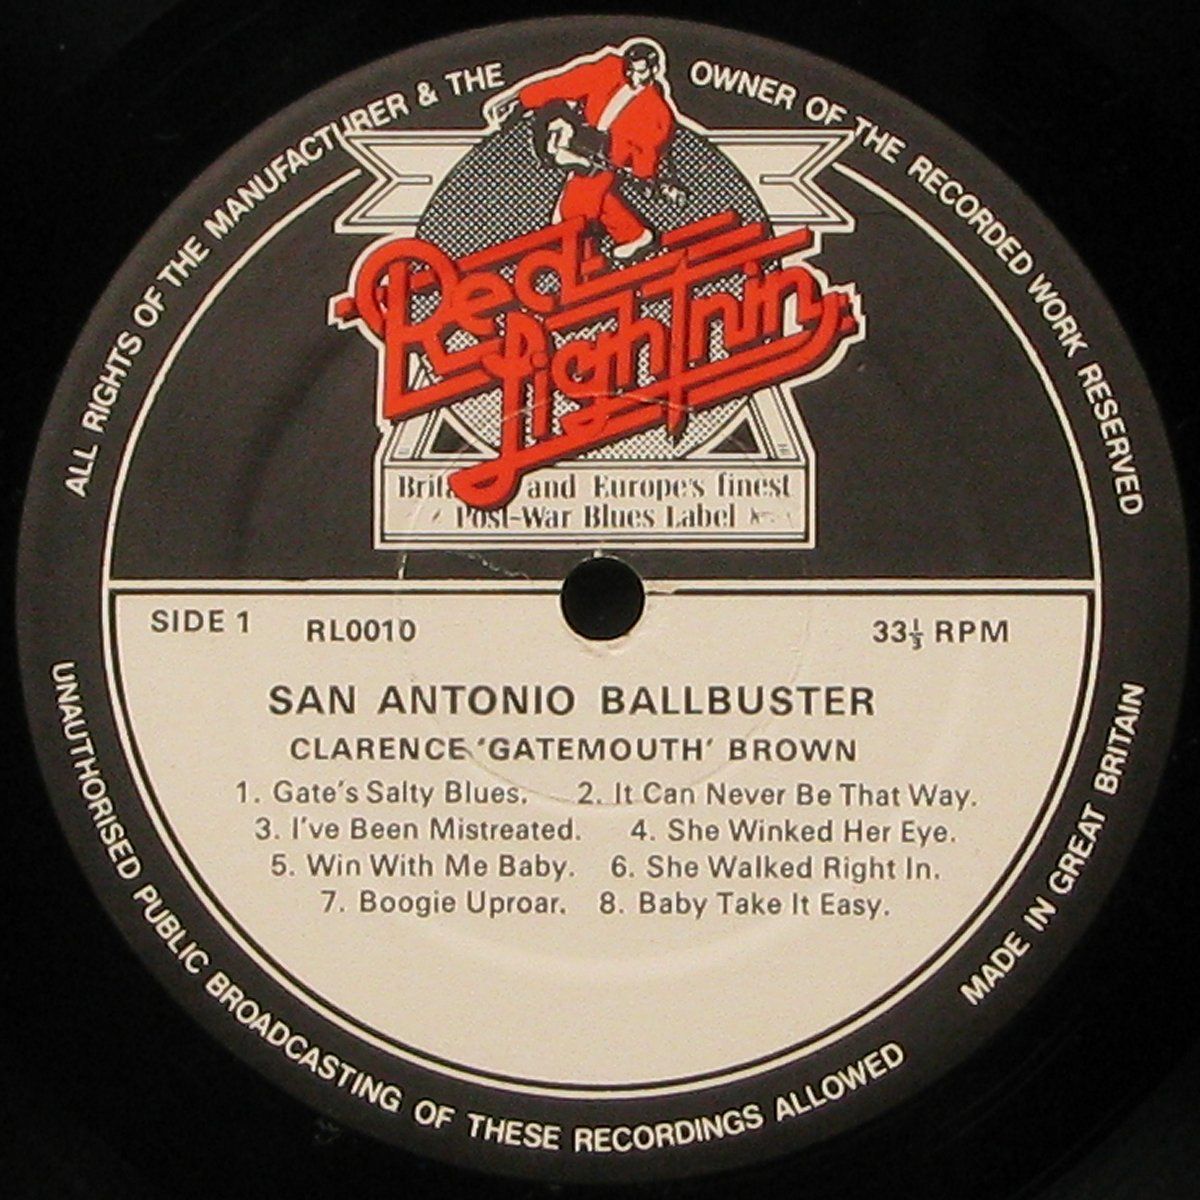 ALL RIGHTS OF THE MANUFACTURER & THE OWNER OF THE RECORDED WORK RESERVED
Red Lightnin
and Europe's finest
Post-War Blues Label
SIDE 1 RL0010 33⅓ RPM
SAN ANTONIO BALLBUSTER
CLARENCE 'GATEMOUTH' BROWN
1. Gate's Salty Blues. 2. It Can Never Be That Way.
3. I've Been Mistreated. 4. She Winked Her Eye.
5. Win With Me Baby. 6. She Walked Right In.
7. Boogie Uproar. 8. Baby Take It Easy.
UNAUTHORISED PUBLIC BROADCASTING OF THESE RECORDINGS ALLOWED
MADE IN GREAT BRITAIN